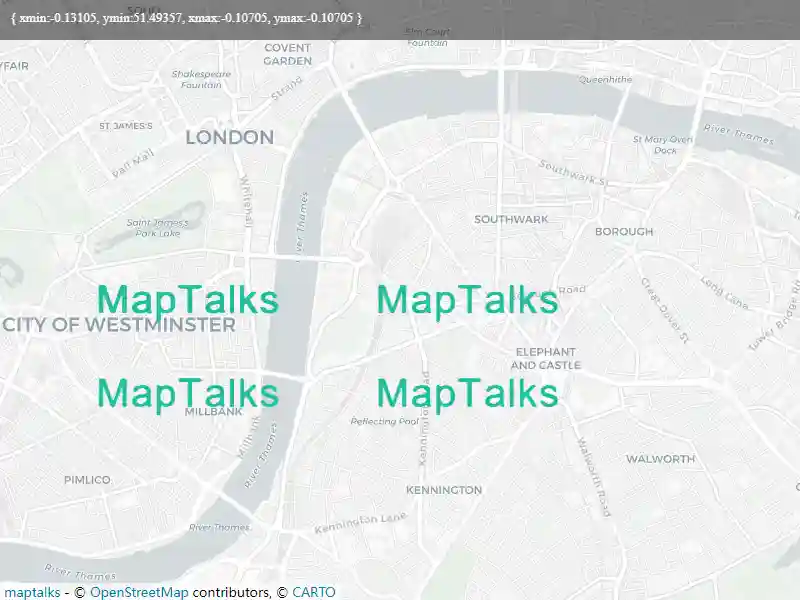 SOUTH
{ xmin:-0.13105, ymin:51.49357, xmax:-0.10705, ymax:-0.10705 }
Elm Court
Fountain
COVENT
GARDEN
YFAIR
Shakespeare
Fountain
Strand
Queenhithe
ST JAMES'S
LONDON
River Thames
St Mary Overi
Dock
Pall Mall
Southwark St
Whitehall
River Thames
SOUTHWARK
Saint James's
Park Lake
BOROUGH
MapTalks
MapTalks
Road
Long Lane
Great Dover St
Tower Bridge Ro
CITY OF WESTMINSTER
ELEPHANT
AND CASTLE
MapTalks
MapTalks
MILLBANK
Reflecting Pool
Kennington Road
Millbank
River Thames
WALWORTH
Walworth Road
PIMLICO
KENNINGTON
River Thames
Kennington Lane
River Thames
maptalks - © OpenStreetMap contributors, © CARTO